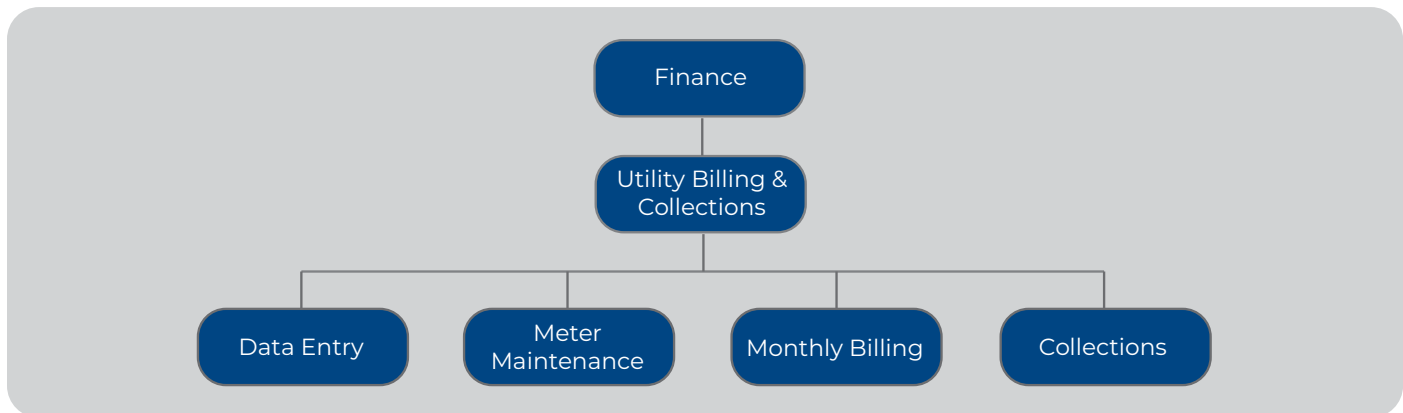 Finance
Utility Billing &
Collections
Data Entry
Meter
Maintenance
Monthly Billing
Collections